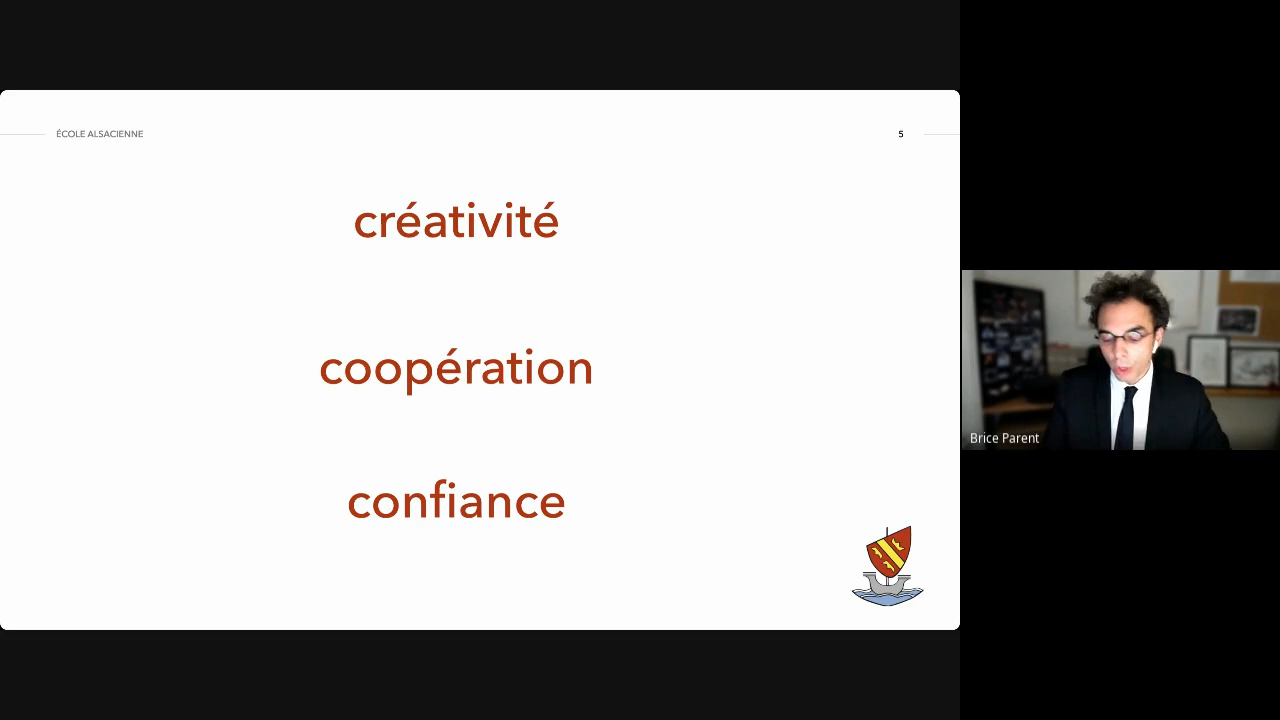 ÉCOLE ALSACIENNE
5
créativité
coopération
confiance
Brice Parent